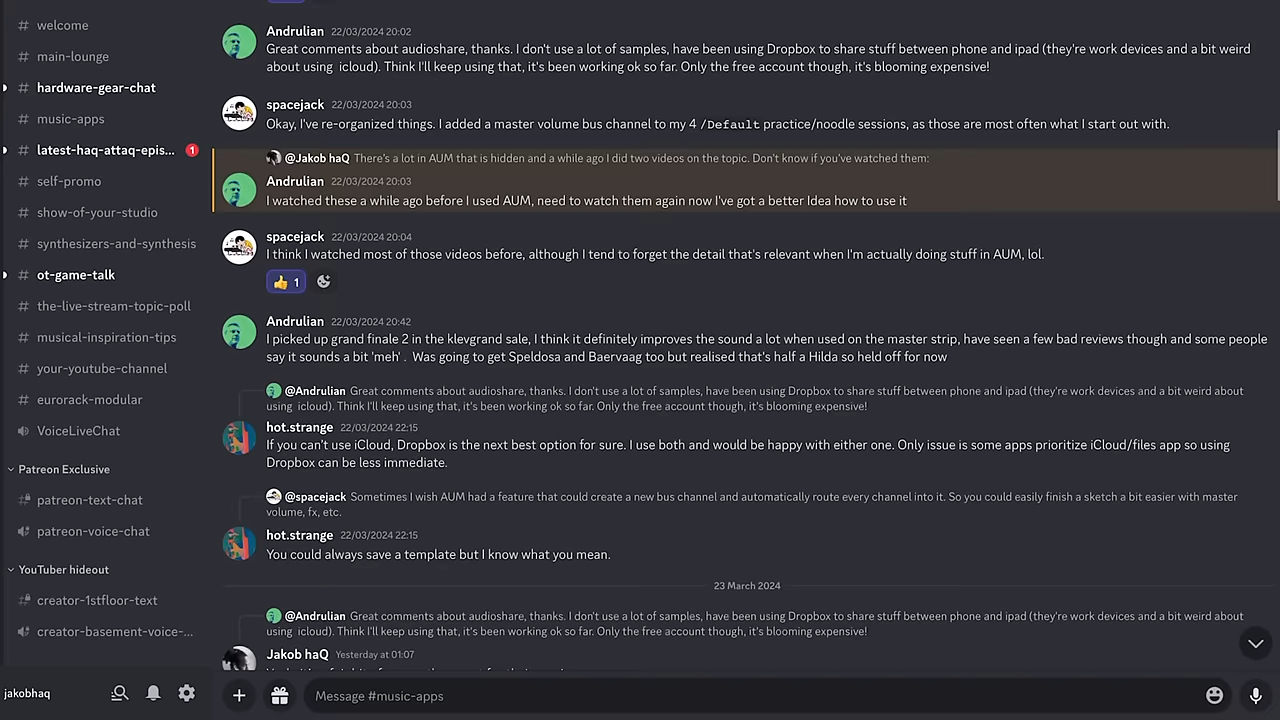 welcome
main-lounge
hardware-gear-chat
music-apps
latest-haq-attaq-epis... 1
self-promo
show-of-your-studio
synthesizers-and-synthesis
ot-game-talk
the-live-stream-topic-poll
musical-inspiration-tips
your-youtube-channel
eurorack-modular
VoiceLiveChat
Patreon Exclusive
patreon-text-chat
patreon-voice-chat
YouTuber hideout
creator-1stfloor-text
creator-basement-voice-...
jakobhaq
Andrulian 22/03/2024 20:02
Great comments about audioshare, thanks. I don't use a lot of samples, have been using Dropbox to share stuff between phone and ipad (they're work devices and a bit weird
about using icloud). Think I'll keep using that, it's been working ok so far. Only the free account though, it's blooming expensive!
spacejack 22/03/2024 20:03
Okay, I've re-organized things. I added a master volume bus channel to my 4 /Default practice/noodle sessions, as those are most often what I start out with.
@Jakob haQ There's a lot in AUM that is hidden and a while ago I did two videos on the topic. Don't know if you've watched them:
Andrulian 22/03/2024 20:03
I watched these a while ago before I used AUM, need to watch them again now I've got a better Idea how to use it
spacejack 22/03/2024 20:04
I think I watched most of those videos before, although I tend to forget the detail that's relevant when I'm actually doing stuff in AUM, lol.
👍 1
Andrulian 22/03/2024 20:42
I picked up grand finale 2 in the klevgrand sale, I think it definitely improves the sound a lot when used on the master strip, have seen a few bad reviews though and some people
say it sounds a bit 'meh' . Was going to get Speldosa and Baervaag too but realised that's half a Hilda so held off for now
@Andrulian Great comments about audioshare, thanks. I don't use a lot of samples, have been using Dropbox to share stuff between phone and ipad (they're work devices and a bit weird
about using icloud). Think I'll keep using that, it's been working ok so far. Only the free account though, it's blooming expensive!
hot.strange 22/03/2024 22:15
If you can't use iCloud, Dropbox is the next best option for sure. I use both and would be happy with either one. Only issue is some apps prioritize iCloud/files app so using
Dropbox can be less immediate.
@spacejack Sometimes I wish AUM had a feature that could create a new bus channel and automatically route every channel into it. So you could easily finish a sketch a bit easier with master
volume, fx, etc.
hot.strange 22/03/2024 22:15
You could always save a template but I know what you mean.
23 March 2024
@Andrulian Great comments about audioshare, thanks. I don't use a lot of samples, have been using Dropbox to share stuff between phone and ipad (they're work devices and a bit weird
about using icloud). Think I'll keep using that, it's been working ok so far. Only the free account though, it's blooming expensive!
Jakob haQ Yesterday at 01:07
Message #music-apps